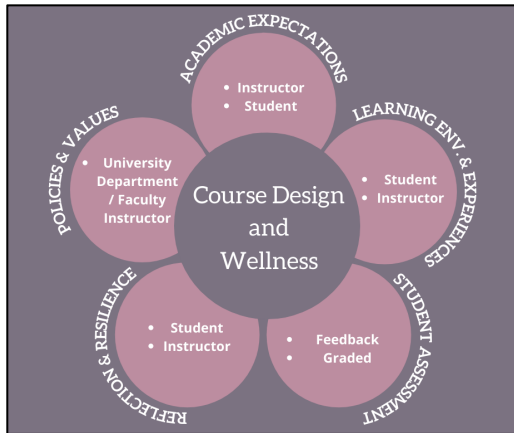 ACADEMIC EXPECTATIONS
• Instructor
• Student
LEARNING ENV. & EXPERIENCES
• Student
• Instructor
STUDENT ASSESSMENT
• Feedback
• Graded
REFLECTION & RESILIENCE
• Student
• Instructor
POLICIES & VALUES
• University
Department
/ Faculty
Instructor
Course Design
and
Wellness